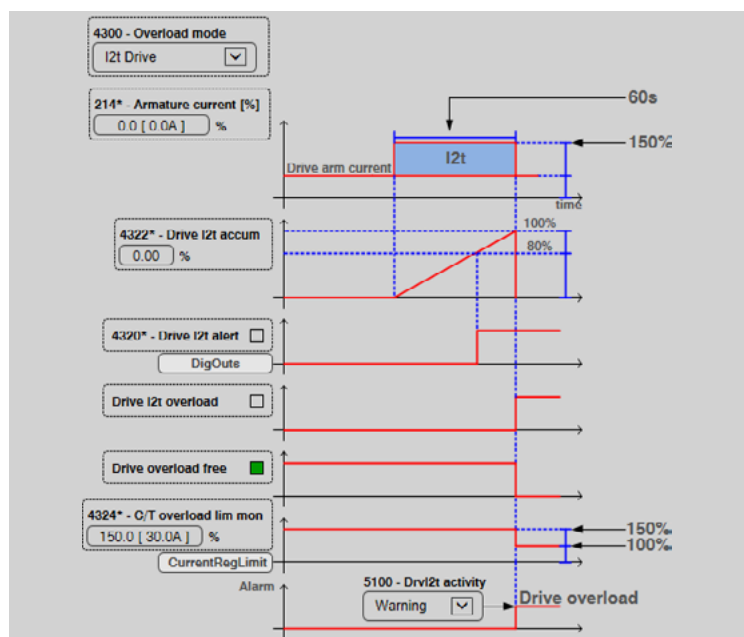 4300 - Overload mode
I2t Drive
214* - Armature current [%]
0.0 [ 0.0A ] %
60s
150%
I2t
Drive arm current
time
4322* - Drive I2t accum
0.00 %
100%
80%
4320* - Drive I2t alert
DigOuts
Drive I2t overload
Drive overload free
4324* - C/T overload lim mon
150.0 [ 30.0A ] %
CurrentRegLimit
150%
100%
Alarm
5100 - DrvI2t activity
Warning
Drive overload